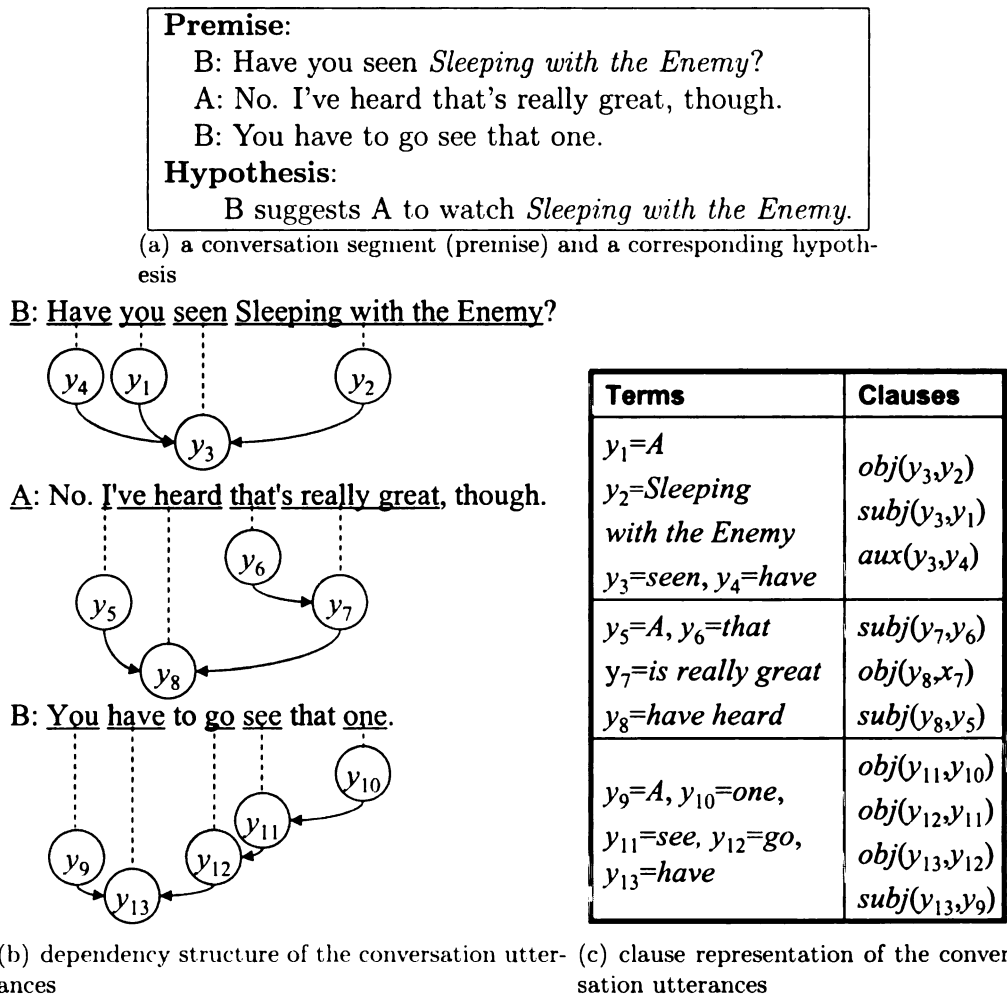 Premise:
B: Have you seen Sleeping with the Enemy?
A: No. I've heard that's really great, though.
B: You have to go see that one.
Hypothesis:
B suggests A to watch Sleeping with the Enemy.
(a) a conversation segment (premise) and a corresponding hypoth-
esis
B: Have you seen Sleeping with the Enemy?
y4 y1 y2
y3
A: No. I've heard that's really great, though.
y6
y5 y7
y8
B: You have to go see that one.
y10
y11
y9 y12
y13
(b) dependency structure of the conversation utter-
ances
Terms Clauses
y1=A
y2=Sleeping
with the Enemy
y3=seen, y4=have
obj(y3,y2)
subj(y3,y1)
aux(y3,y4)
y5=A, y6=that
y7=is really great
y8=have heard
subj(y7,y6)
obj(y8,x7)
subj(y8,y5)
y9=A, y10=one,
y11=see, y12=go,
y13=have
obj(y11,y10)
obj(y12,y11)
obj(y13,y12)
subj(y13,y9)
(c) clause representation of the conver
sation utterances